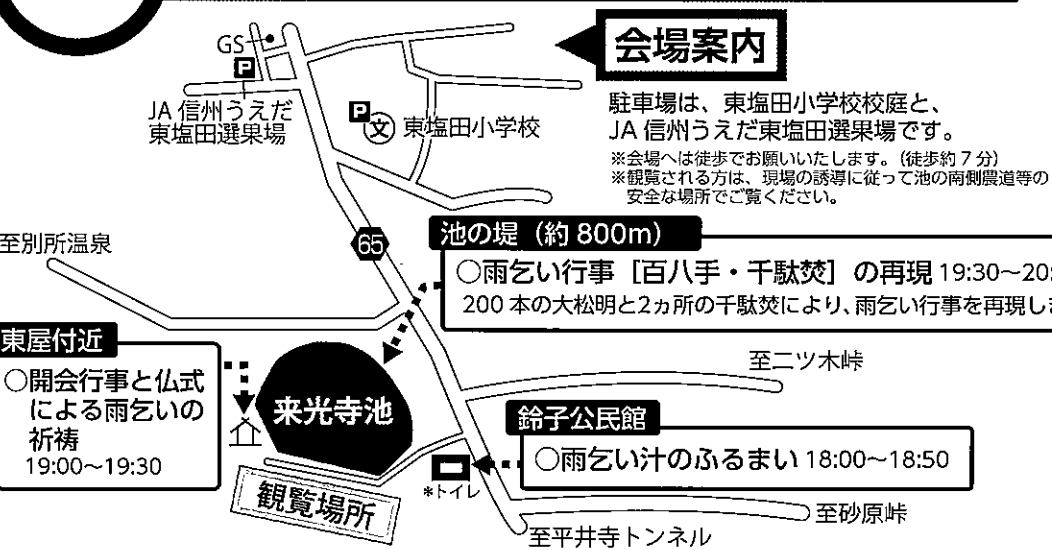 会場案内
駐車場は、東塩田小学校校庭と、
JA 信州うえだ東塩田選果場です。
※会場へは徒歩でお願いいたします。(徒歩約 7 分)
※観覧される方は、現場の誘導に従って池の南側農道等の
安全な場所でご覧ください。
GS
P
JA 信州うえだ
東塩田選果場
P
文 東塩田小学校
65
至別所温泉
池の堤（約 800m）
○雨乞い行事［百八手・千駄焚］の再現 19:30～20:
200 本の大松明と2ヵ所の千駄焚により、雨乞い行事を再現し
東屋付近
○開会行事と仏式
による雨乞いの
祈祷
19:00～19:30
来光寺池
至二ツ木峠
鈴子公民館
○雨乞い汁のふるまい 18:00～18:50
*トイレ
観覧場所
至砂原峠
至平井寺トンネル